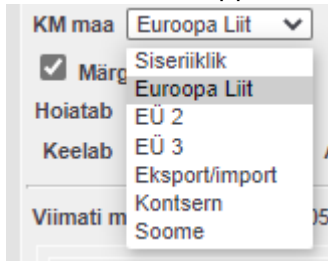 KM maa Euroopa Liit
Siseriiklik
Märg
Euroopa Liit
Hoiatab
EÜ 2
Keelab
EÜ 3
Eksport/import
Viimati m
Kontsern
05
Soome